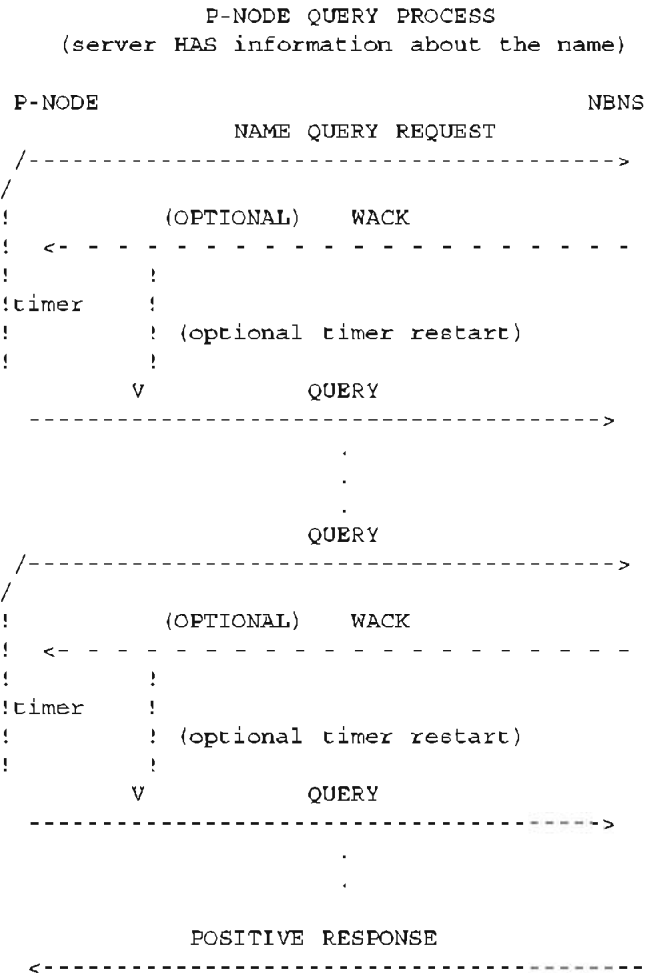 P-NODE QUERY PROCESS
(server HAS information about the name)
P-NODE NBNS
NAME QUERY REQUEST
(OPTIONAL) WACK
timer
(optional timer restart)
V QUERY
QUERY
(OPTIONAL) WACK
timer
(optional timer restart)
V QUERY
POSITIVE RESPONSE